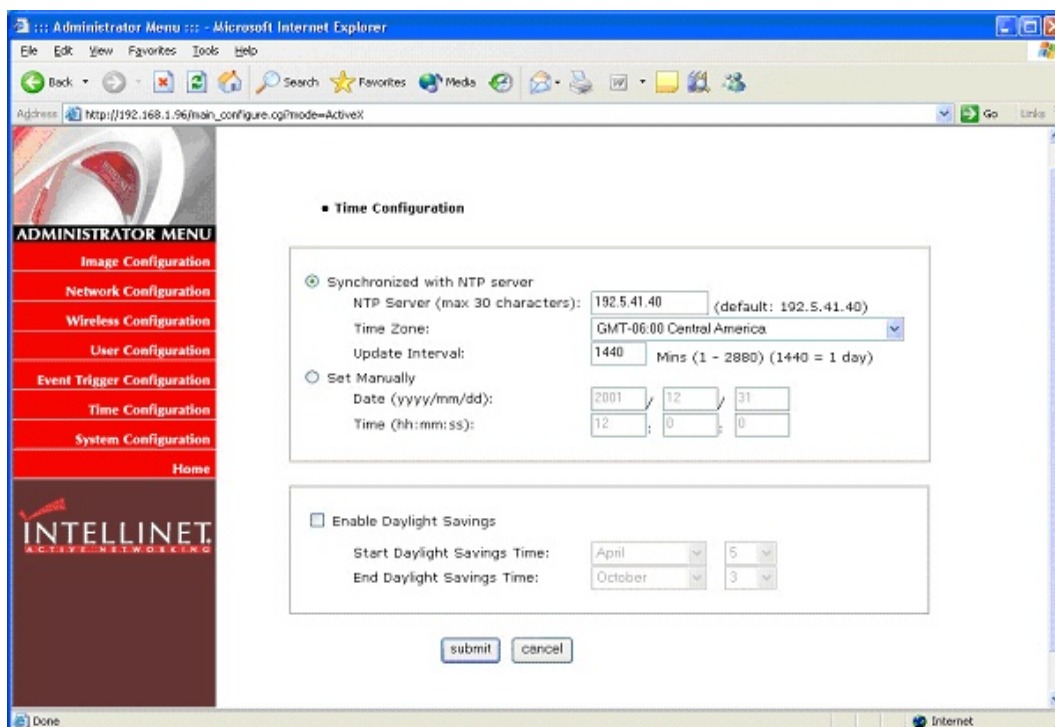 ::: Administrator Menu ::: - Microsoft Internet Explorer
File Edit View Favorites Tools Help
Back Search Favorites Media
Address http://192.168.1.96/main_configure.cgi?mode=ActiveX Go Links
ADMINISTRATOR MENU
Image Configuration
Network Configuration
Wireless Configuration
User Configuration
Event Trigger Configuration
Time Configuration
System Configuration
Home
INTELLINET.
ACTIVE NETWORKING
Time Configuration
Synchronized with NTP server
NTP Server (max 30 characters): 192.5.41.40 (default: 192.5.41.40)
Time Zone: GMT-06:00 Central America
Update Interval: 1440 Mins (1 - 2880) (1440 = 1 day)
Set Manually
Date (yyyy/mm/dd): 2001 / 12 / 31
Time (hh:mm:ss): 12 : 0 : 0
Enable Daylight Savings
Start Daylight Savings Time: April 5
End Daylight Savings Time: October 3
submit cancel
Done Internet